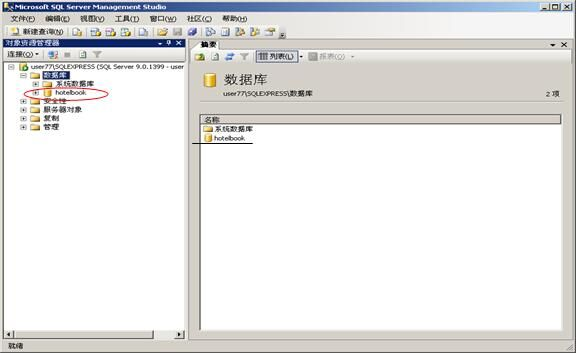 Microsoft SQL Server Management Studio
文件(F) 编辑(E) 视图(V) 工具(T) 窗口(W) 社区(C) 帮助(H)
新建查询(N)
对象资源管理器
连接(O)
user77\SQLEXPRESS (SQL Server 9.0.1399 - user
数据库
系统数据库
hotelbook
安全性
服务器对象
复制
管理
摘要
列表(L) 报表(O)
数据库
user77\SQLEXPRESS\数据库
2 项
名称
系统数据库
hotelbook
就绪